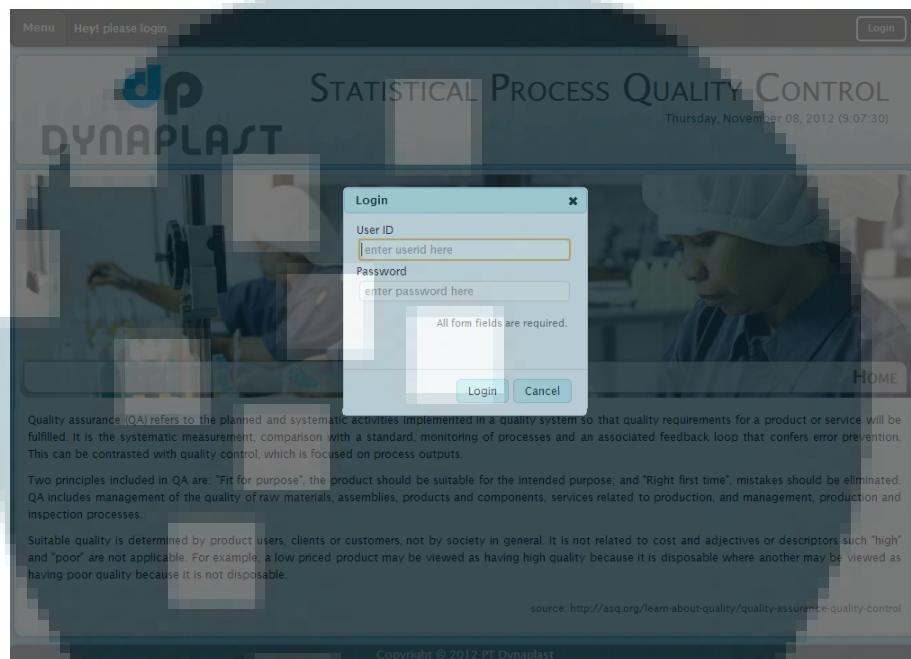 Menu Hey! please login Login
dp
DYNAPLAST
STATISTICAL PROCESS QUALITY CONTROL
Thursday, November 08, 2012 (9:07:30)
Login
User ID
enter userid here
Password
enter password here
All form fields are required.
Login Cancel
HOME
Quality assurance (QA) refers to the planned and systematic activities implemented in a quality system so that quality requirements for a product or service will be
fulfilled. It is the systematic measurement, comparison with a standard, monitoring of processes and an associated feedback loop that confers error prevention.
This can be contrasted with quality control, which is focused on process outputs.
Two principles included in QA are: "Fit for purpose", the product should be suitable for the intended purpose; and "Right first time", mistakes should be eliminated.
QA includes management of the quality of raw materials, assemblies, products and components, services related to production, and management, production and
inspection processes.
Suitable quality is determined by product users, clients or customers, not by society in general. It is not related to cost and adjectives or descriptors such "high"
and "poor" are not applicable. For example, a low priced product may be viewed as having high quality because it is disposable where another may be viewed as
having poor quality because it is not disposable.
source: http://asq.org/learn-about-quality/quality-assurance-quality-control
Copyright © 2012 PT Dynaplast